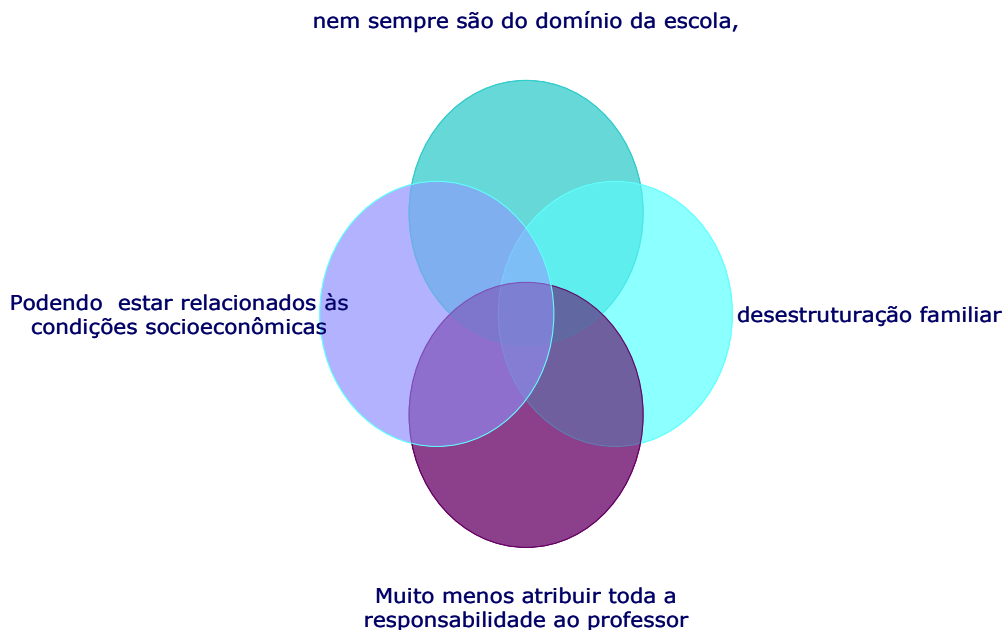 nem sempre são do domínio da escola,
Podendo  estar relacionados às
condições socioeconômicas
desestruturação familiar
Muito menos atribuir toda a
responsabilidade ao professor